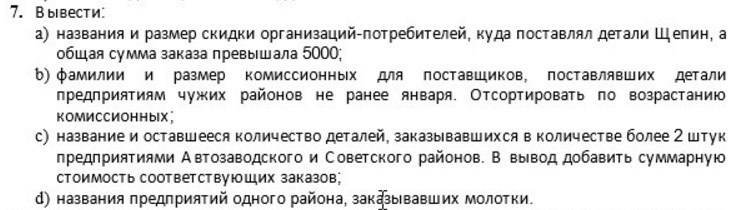 7. Вывести:
a) названия и размер скидки организаций-потребителей, куда поставлял детали Щепин, а
общая сумма заказа превышала 5000;
b) фамилии и размер комиссионных для поставщиков, поставлявших детали
предприятиям чужих районов не ранее января. Отсортировать по возрастанию
комиссионных;
c) название и оставшееся количество деталей, заказывавшихся в количестве более 2 штук
предприятиями Автозаводского и Советского районов. В вывод добавить суммарную
стоимость соответствующих заказов;
d) названия предприятий одного района, заказывавших молотки.